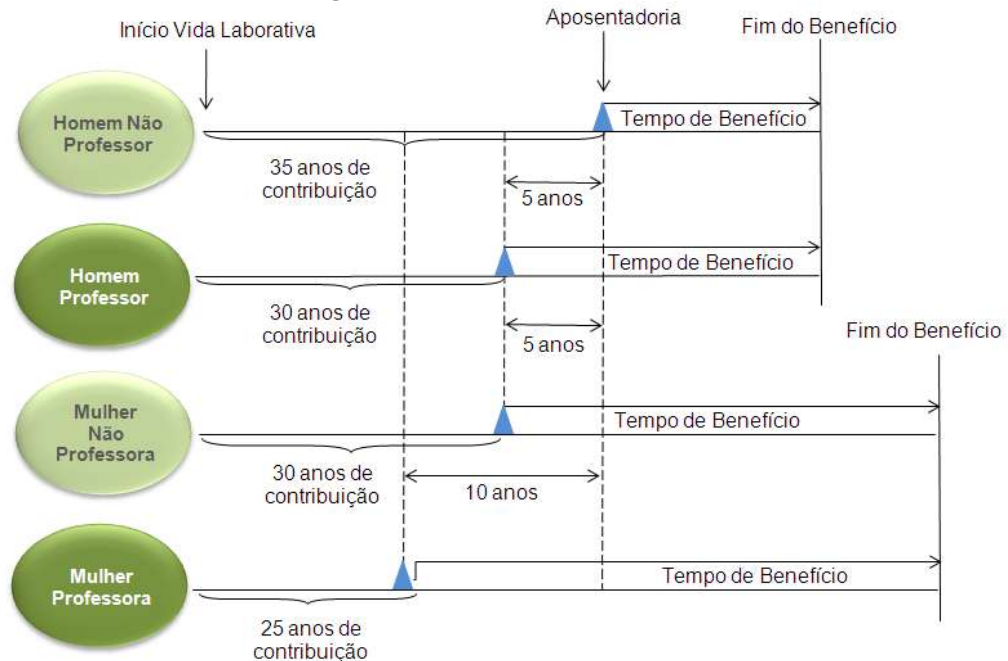 Início Vida Laborativa
Aposentadoria
Fim do Benefício
Homem Não
Professor
Tempo de Benefício
35 anos de
contribuição
5 anos
Homem
Professor
Tempo de Benefício
30 anos de
contribuição
5 anos
Fim do Benefício
Mulher
Não
Professora
Tempo de Benefício
30 anos de
contribuição
10 anos
Mulher
Professora
Tempo de Benefício
25 anos de
contribuição